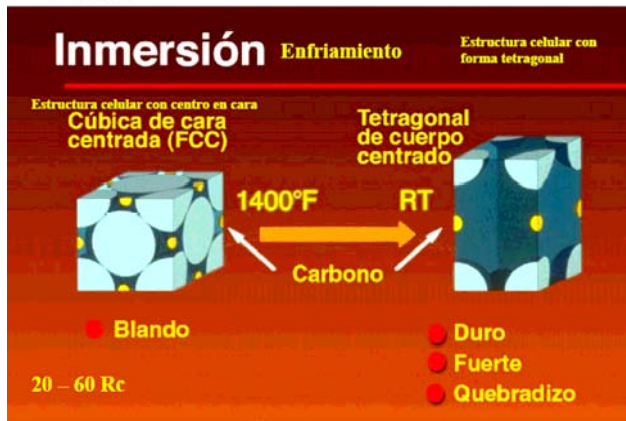 Inmersión Enfriamiento
Estructura celular con
forma tetragonal
Estructura celular con centro en cara
Cúbica de cara
centrada (FCC)
Tetragonal
de cuerpo
centrado
1400°F
RT
Carbono
Blando
Duro
Fuerte
Quebradizo
20 – 60 Rc